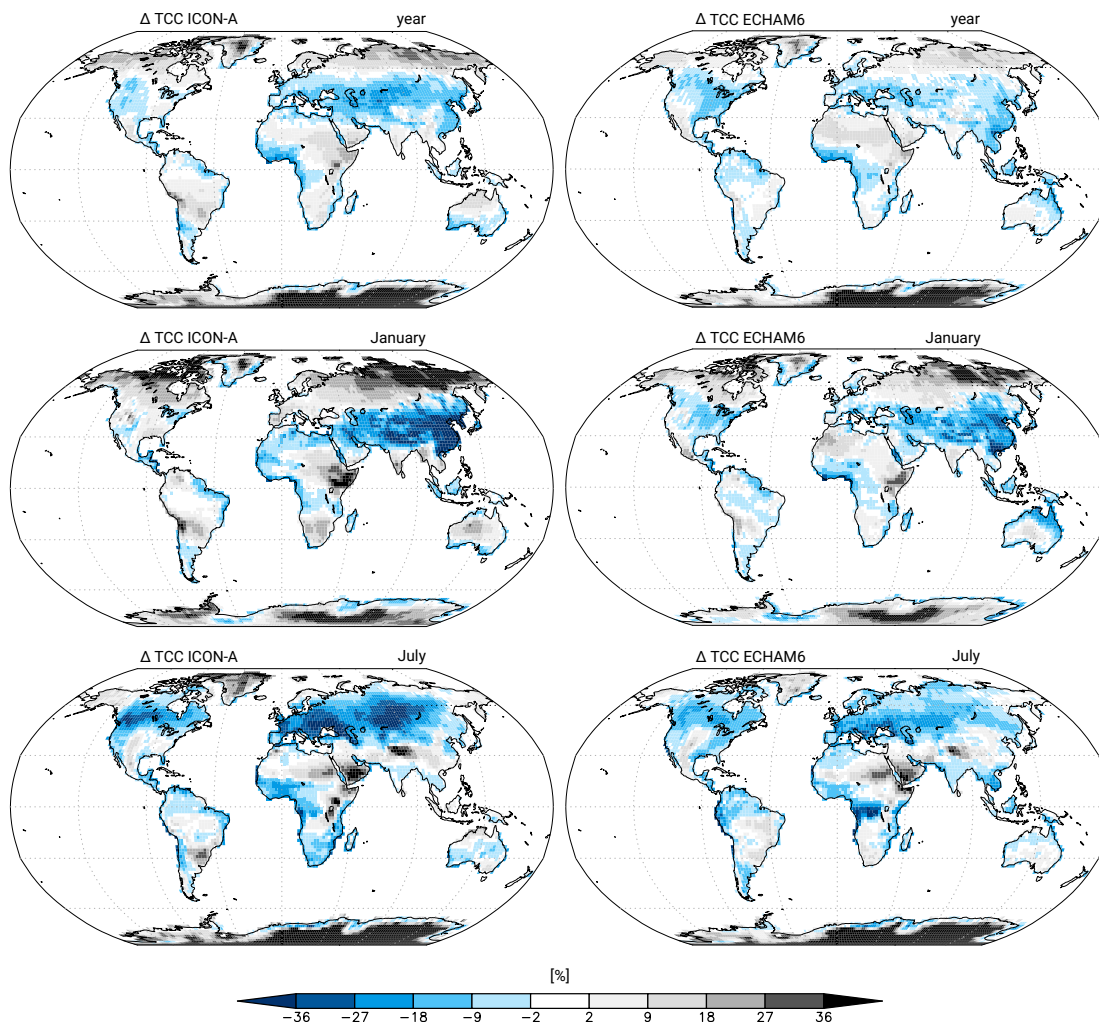 Δ TCC ICON-A year
Δ TCC ECHAM6 year
Δ TCC ICON-A January
Δ TCC ECHAM6 January
Δ TCC ICON-A July
Δ TCC ECHAM6 July
[%]
−36 −27 −18 −9 −2 2 9 18 27 36